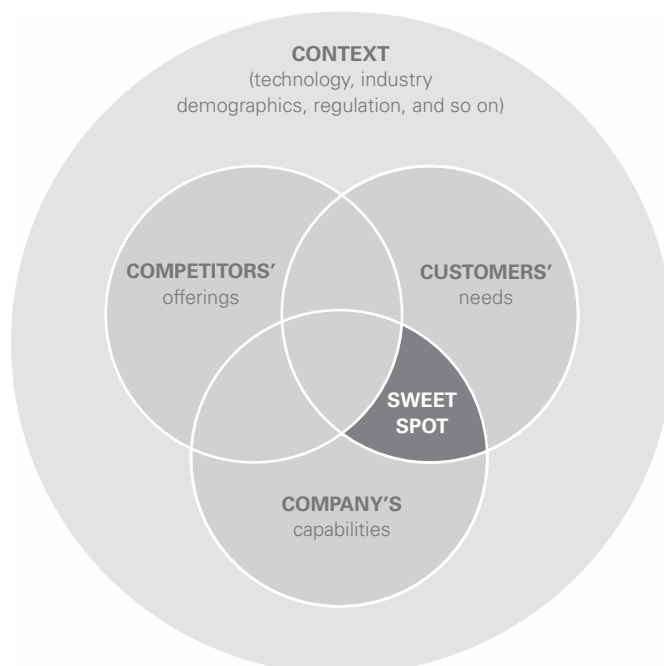 CONTEXT
(technology, industry
demographics, regulation, and so on)
COMPETITORS’
offerings
CUSTOMERS’
needs
SWEET
SPOT
COMPANY’S
capabilities